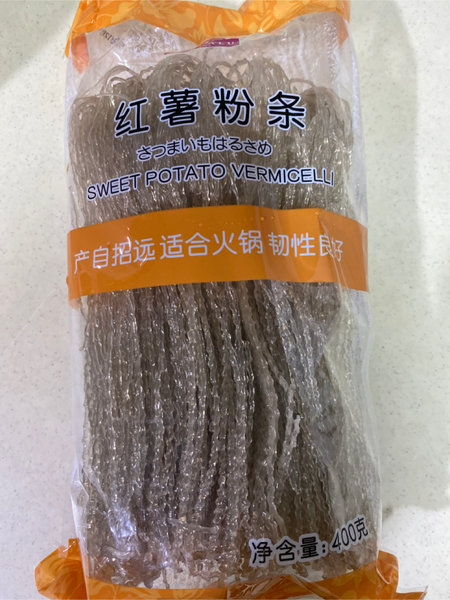 红薯粉条
さつまいもはるさめ
SWEET POTATO VERMICELLI
产自招远 适合火锅 韧性良好
净含量: 400克